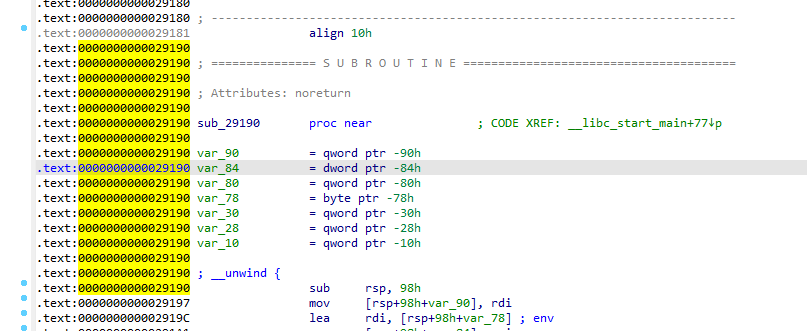 .text:0000000000029180
.text:0000000000029180 ; ---------------------------------------------------------------------------
.text:0000000000029181 align 10h
.text:0000000000029190
.text:0000000000029190 ; =============== S U B R O U T I N E =======================================
.text:0000000000029190
.text:0000000000029190 ; Attributes: noreturn
.text:0000000000029190
.text:0000000000029190 sub_29190 proc near ; CODE XREF: __libc_start_main+77↓p
.text:0000000000029190
.text:0000000000029190 var_90 = qword ptr -90h
.text:0000000000029190 var_84 = dword ptr -84h
.text:0000000000029190 var_80 = qword ptr -80h
.text:0000000000029190 var_78 = byte ptr -78h
.text:0000000000029190 var_30 = qword ptr -30h
.text:0000000000029190 var_28 = qword ptr -28h
.text:0000000000029190 var_10 = qword ptr -10h
.text:0000000000029190
.text:0000000000029190 ; __unwind {
.text:0000000000029190 sub rsp, 98h
.text:0000000000029197 mov [rsp+98h+var_90], rdi
.text:000000000002919C lea rdi, [rsp+98h+var_78] ; env